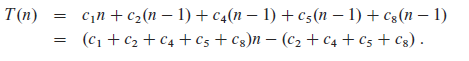 T(n) = c₁n + c₂(n − 1) + c₄(n − 1) + c₅(n − 1) + c₈(n − 1)
= (c₁ + c₂ + c₄ + c₅ + c₈)n − (c₂ + c₄ + c₅ + c₈) .